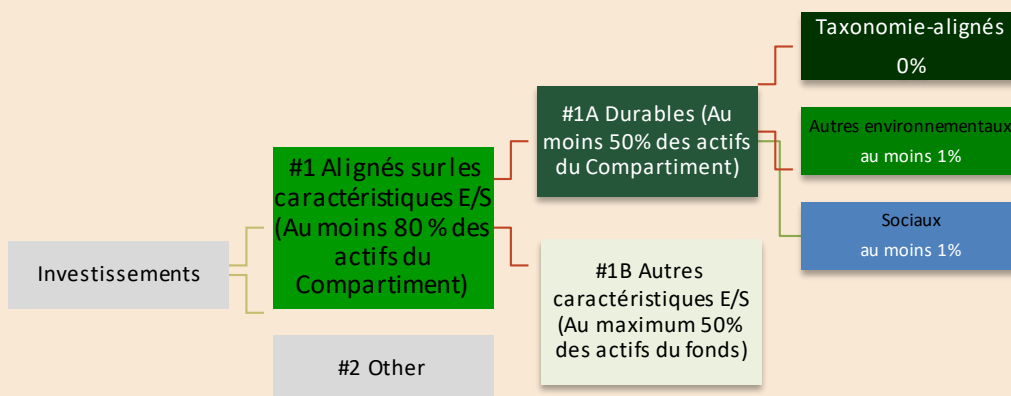 Investissements
#1 Alignés sur les
caractéristiques E/S
(Au moins 80 % des
actifs du
Compartiment)
#2 Other
#1A Durables (Au
moins 50% des actifs
du Compartiment)
#1B Autres
caractéristiques E/S
(Au maximum 50%
des actifs du fonds)
Taxonomie-alignés
0%
Autres environnementaux
au moins 1%
Sociaux
au moins 1%